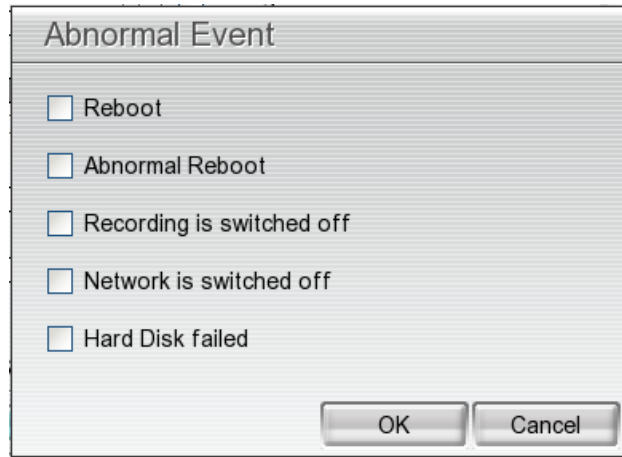 Abnormal Event
Reboot
Abnormal Reboot
Recording is switched off
Network is switched off
Hard Disk failed
OK Cancel